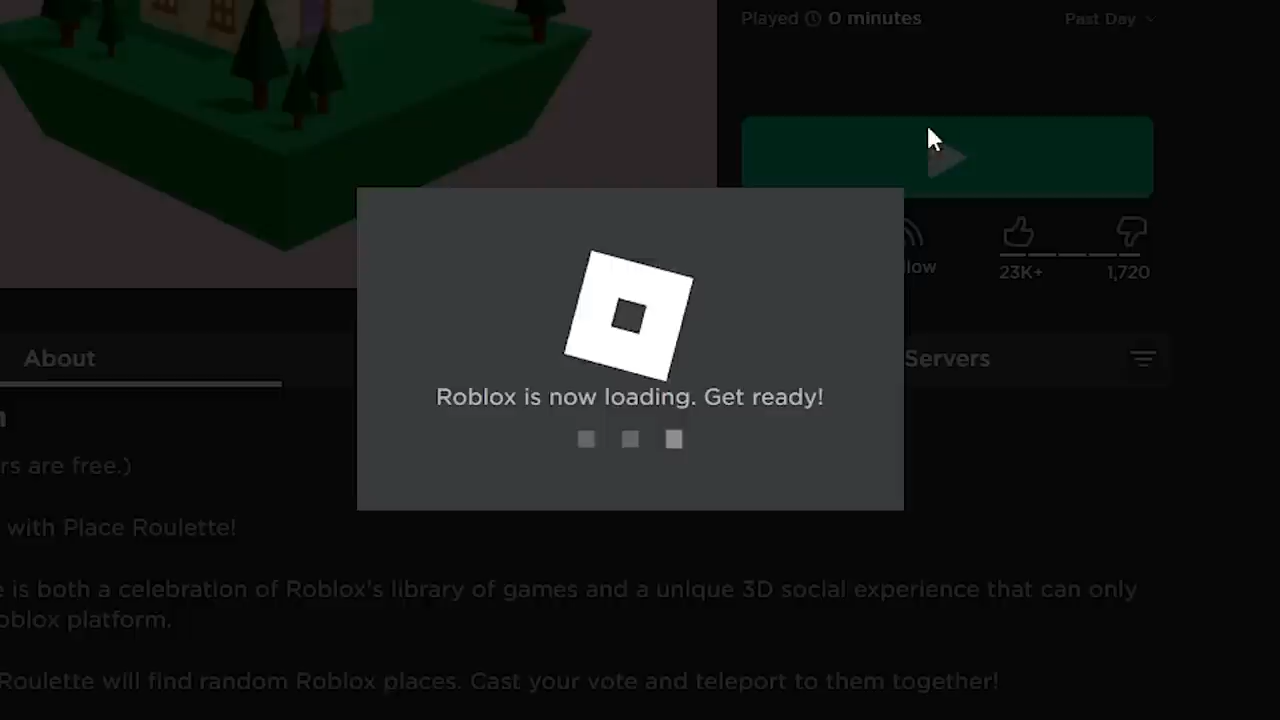 Played 0 minutes
Past Day
23K+
1,720
About
Servers
Roblox is now loading. Get ready!
are free.)
with Place Roulette!
is both a celebration of Roblox's library of games and a unique 3D social experience that can only
platform.
Roulette will find random Roblox places. Cast your vote and teleport to them together!